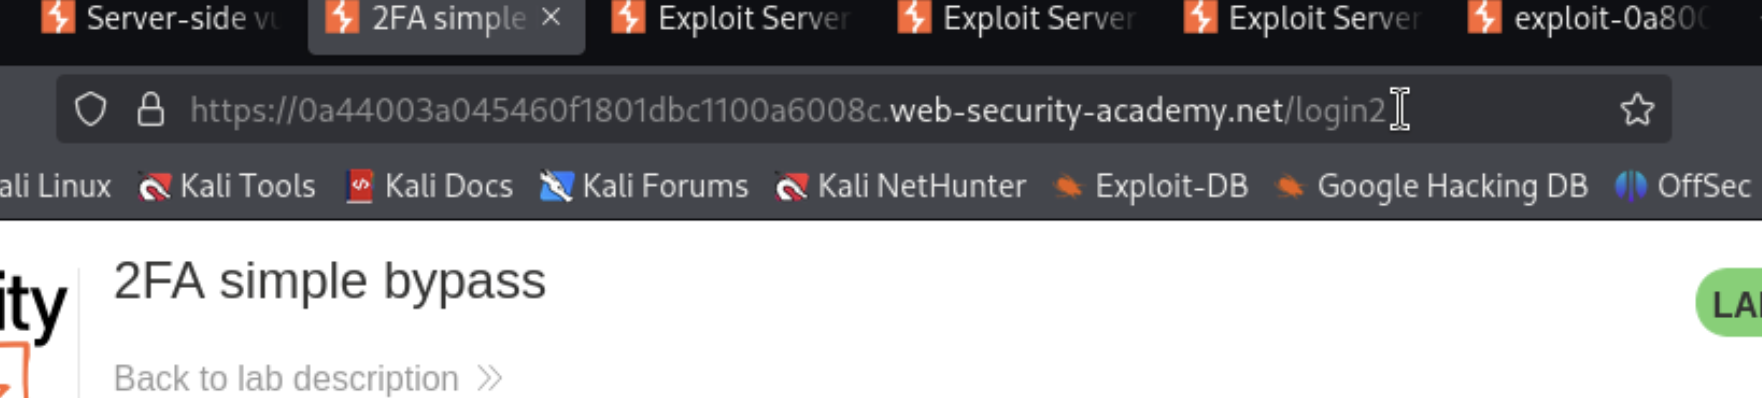 Server-side vu 2FA simple Exploit Server Exploit Server Exploit Server exploit-0a800
https://0a44003a045460f1801dbc1100a6008c.web-security-academy.net/login2
ali Linux Kali Tools Kali Docs Kali Forums Kali NetHunter Exploit-DB Google Hacking DB OffSec
ity 2FA simple bypass LA
Back to lab description